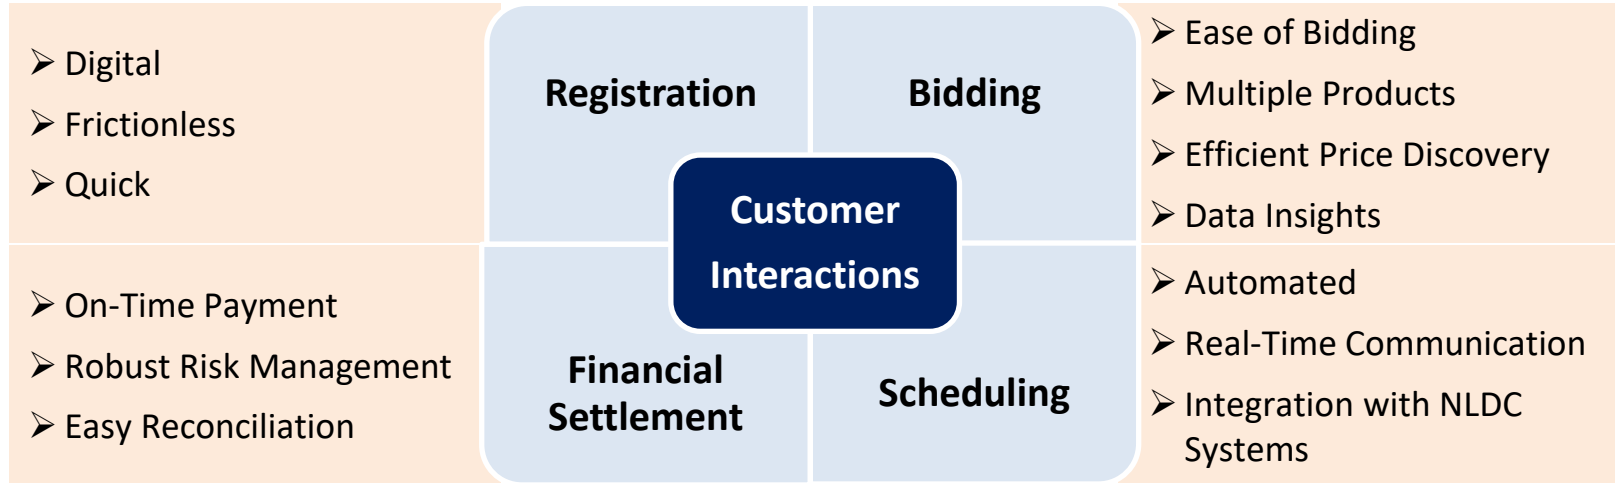 ➢ Digital
➢ Frictionless
➢ Quick
Registration
Bidding
➢ Ease of Bidding
➢ Multiple Products
➢ Efficient Price Discovery
➢ Data Insights
Customer
Interactions
➢ On-Time Payment
➢ Robust Risk Management
➢ Easy Reconciliation
Financial
Settlement
Scheduling
➢ Automated
➢ Real-Time Communication
➢ Integration with NLDC
Systems